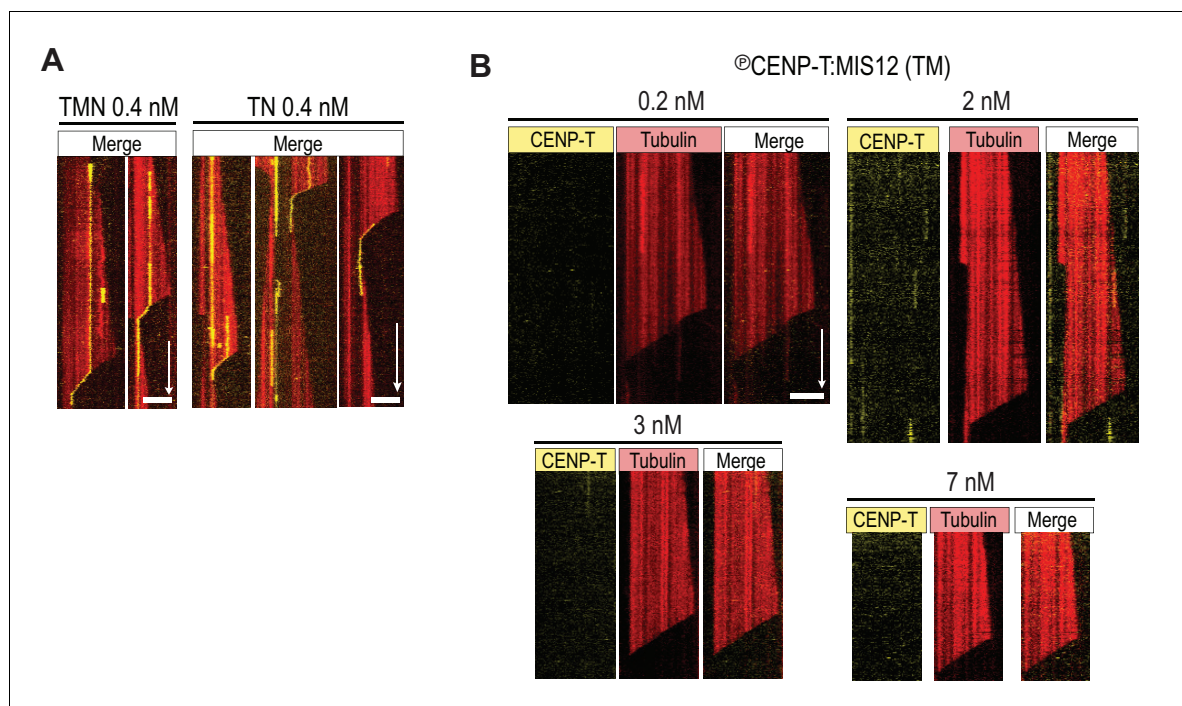 A
TMN 0.4 nM
TN 0.4 nM
Merge
Merge
B
ⓅCENP-T:MIS12 (TM)
0.2 nM
CENP-T
Tubulin
Merge
2 nM
CENP-T
Tubulin
Merge
3 nM
CENP-T
Tubulin
Merge
7 nM
CENP-T
Tubulin
Merge